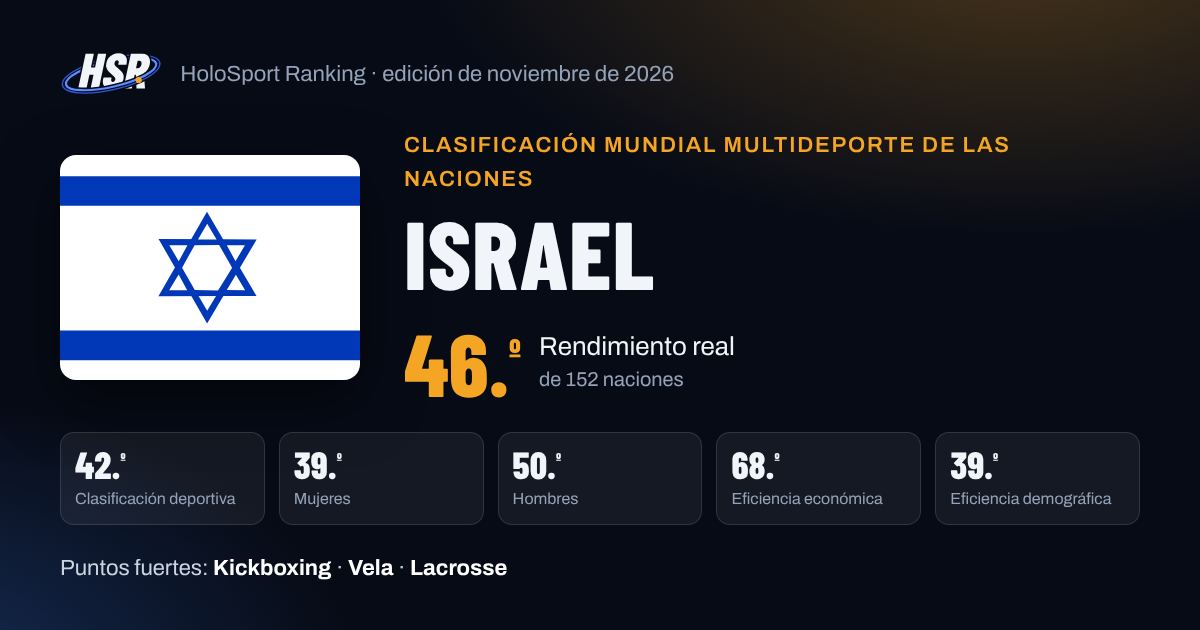 HSR
HoloSport Ranking · edición de noviembre de 2026
CLASIFICACIÓN MUNDIAL MULTIDEPORTE DE LAS
NACIONES
ISRAEL
46.º
Rendimiento real
de 152 naciones
42.º
Clasificación deportiva
39.º
Mujeres
50.º
Hombres
68.º
Eficiencia económica
39.º
Eficiencia demográfica
Puntos fuertes: Kickboxing · Vela · Lacrosse